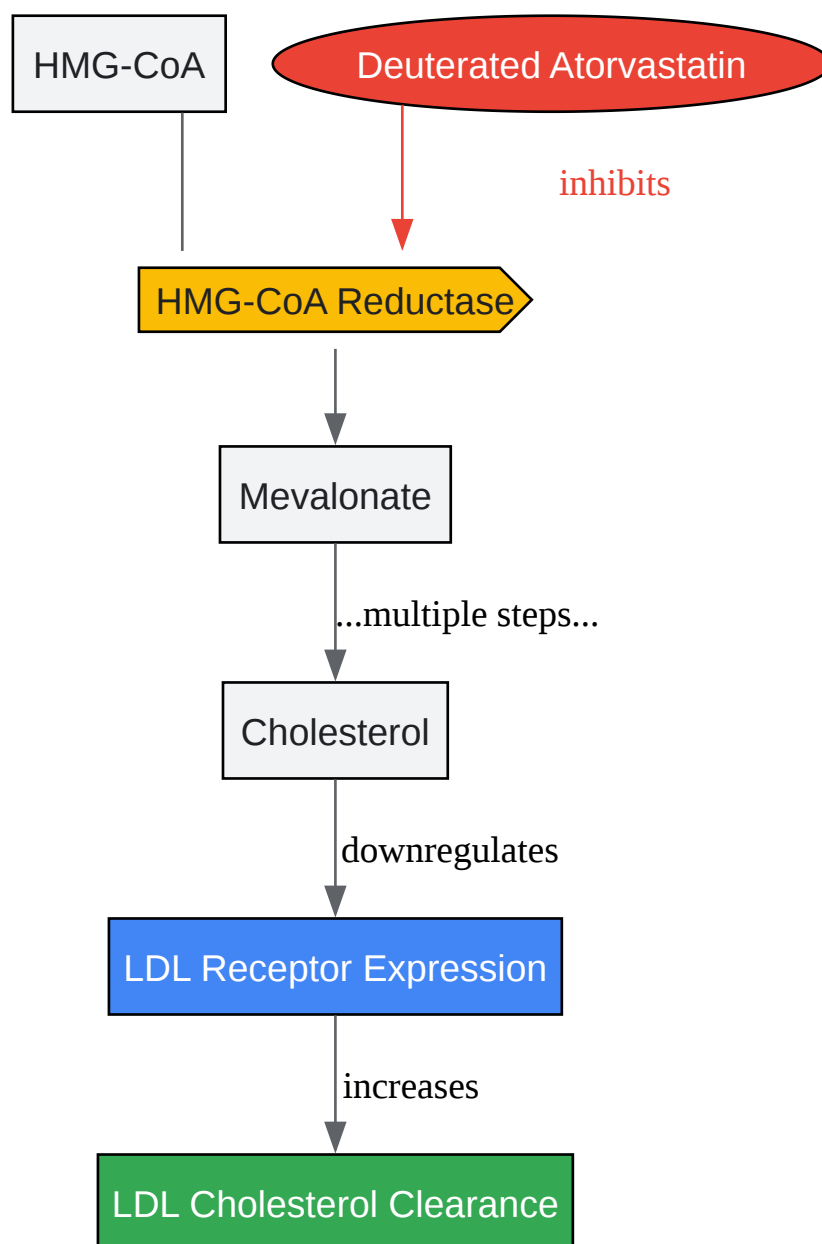 HMG-CoA
Deuterated Atorvastatin
inhibits
HMG-CoA Reductase
Mevalonate
...multiple steps...
Cholesterol
downregulates
LDL Receptor Expression
increases
LDL Cholesterol Clearance